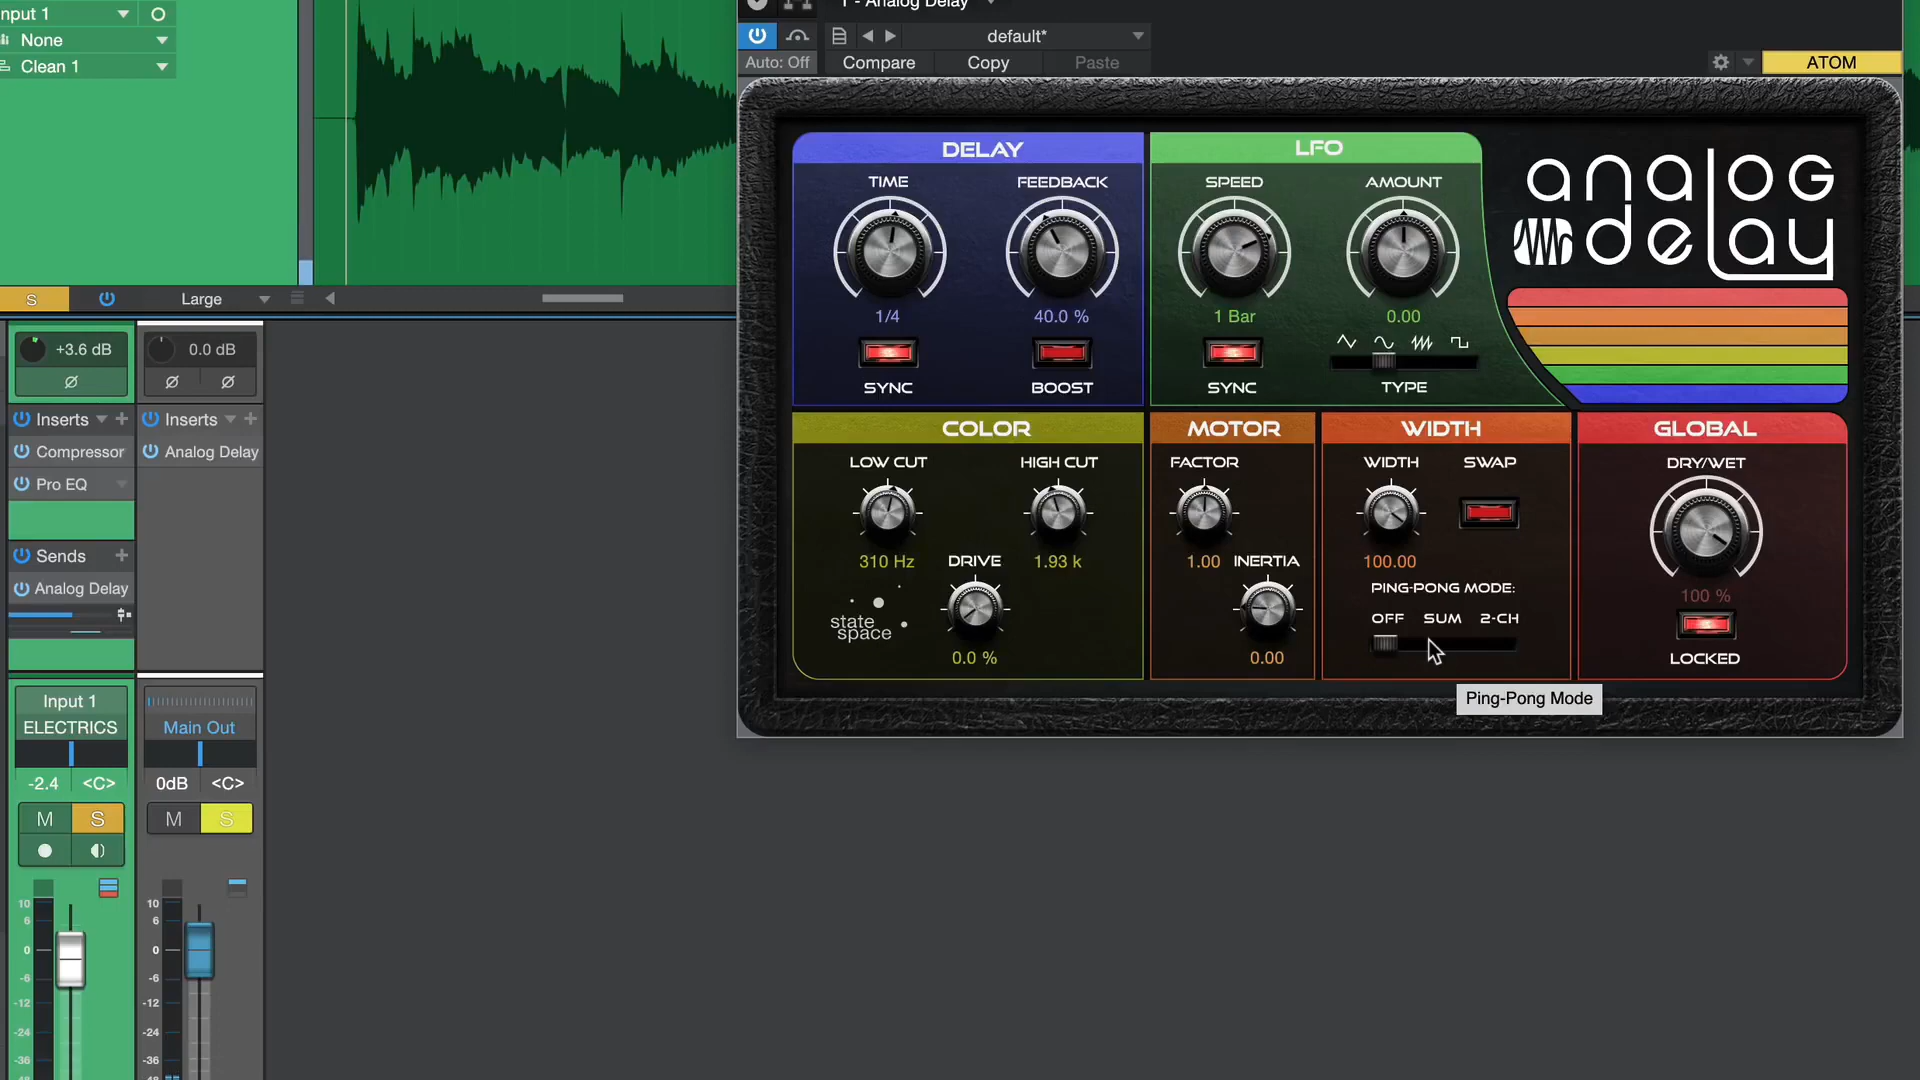 nput 1
None
Clean 1
1 - Analog Delay
default*
Auto: Off
Compare
Copy
Paste
ATOM
DELAY
TIME
FEEDBACK
1/4
40.0 %
SYNC
BOOST
LFO
SPEED
AMOUNT
1 Bar
0.00
SYNC
TYPE
analog
delay
S
Large
+3.6 dB
0.0 dB
Inserts
Inserts
Compressor
Analog Delay
Pro EQ
Sends
Analog Delay
COLOR
LOW CUT
HIGH CUT
310 Hz
DRIVE
1.93 k
state
space
0.0 %
MOTOR
FACTOR
1.00
INERTIA
0.00
WIDTH
WIDTH
SWAP
100.00
PING-PONG MODE:
OFF
SUM
2-CH
GLOBAL
DRY/WET
100 %
LOCKED
Ping-Pong Mode
Input 1
ELECTRICS
Main Out
-2.4
<C>
0dB
<C>
M
S
M
S
10
6
0
-6
-12
-24
-36
10
6
0
-6
-12
-24
-36